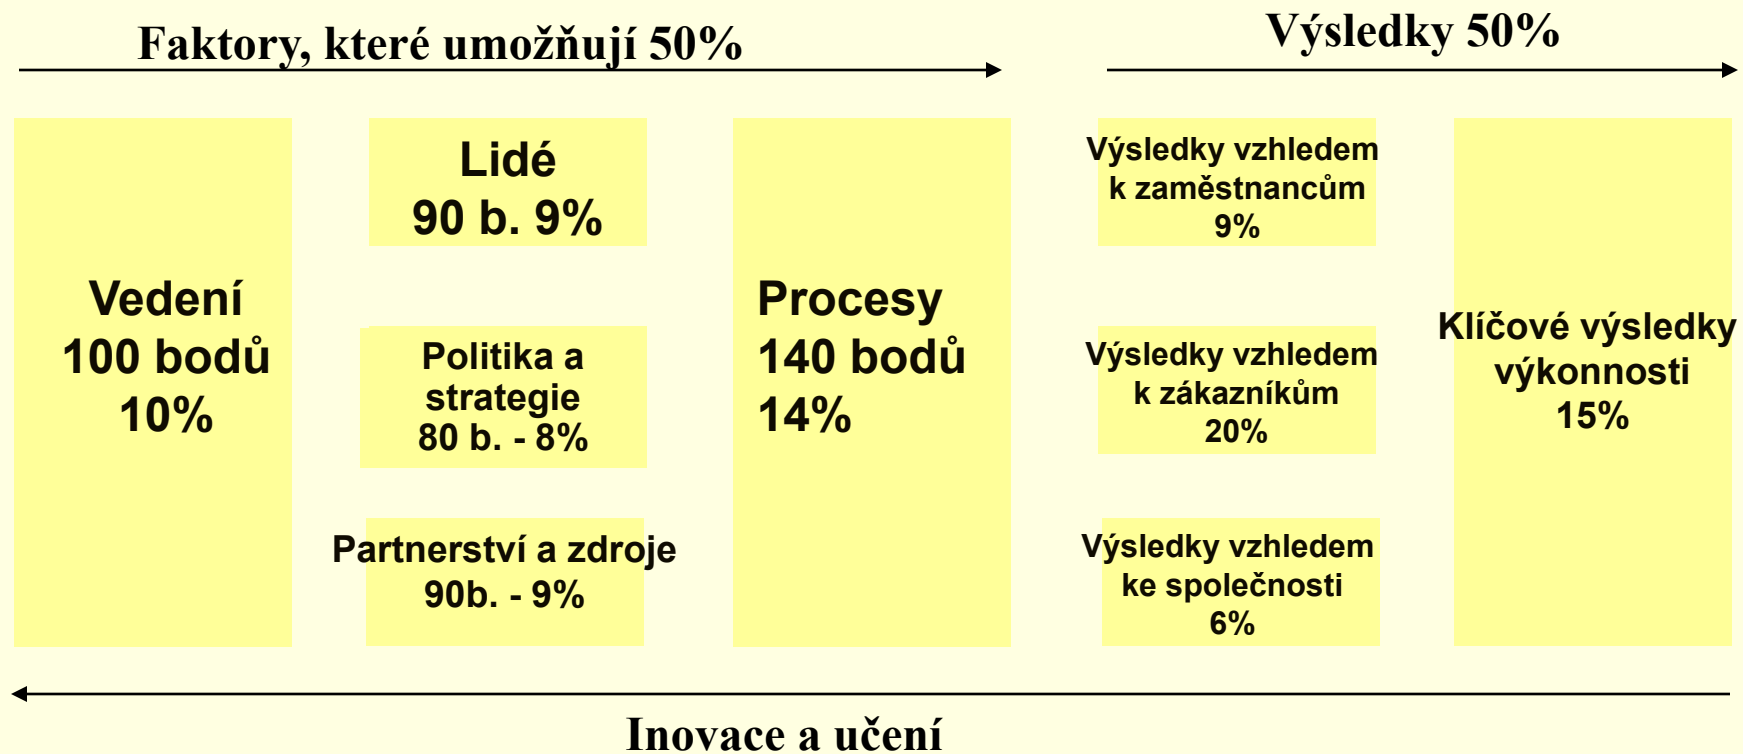 Faktory, které umožňují 50%
Výsledky 50%
Vedení
100 bodů
10%
Lidé
90 b. 9%
Politika a
strategie
80 b. - 8%
Partnerství a zdroje
90b. - 9%
Procesy
140 bodů
14%
Výsledky vzhledem
k zaměstnancům
9%
Výsledky vzhledem
k zákazníkům
20%
Výsledky vzhledem
ke společnosti
6%
Klíčové výsledky
výkonnosti
15%
Inovace a učení